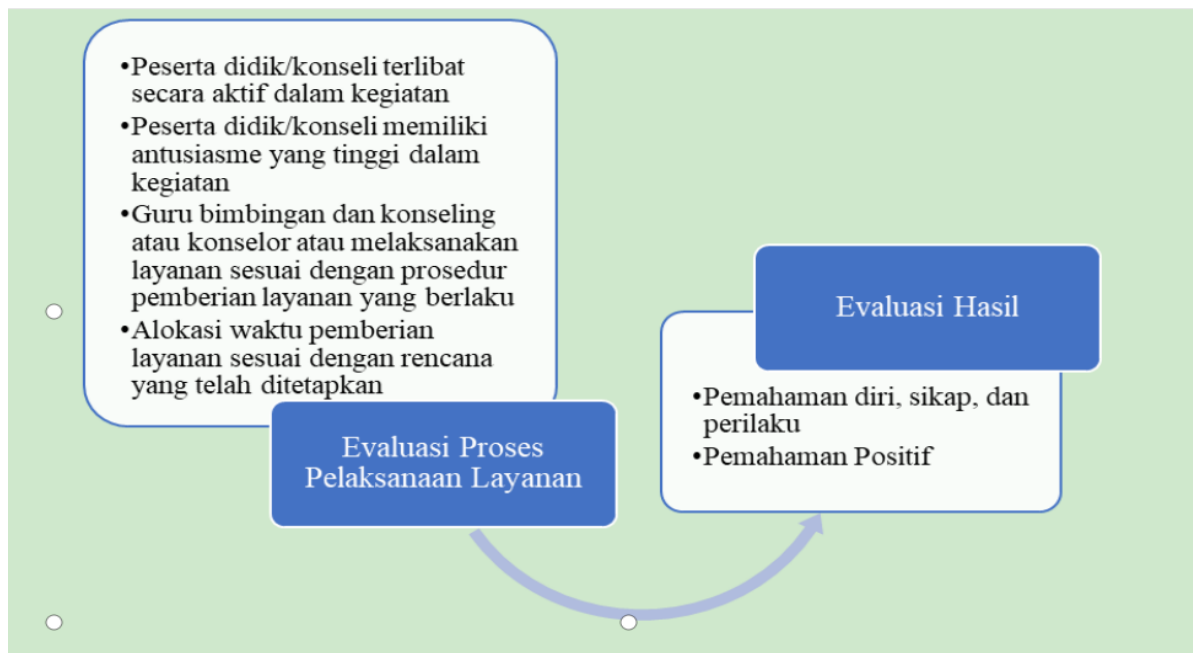 •Peserta didik/konseli terlibat
secara aktif dalam kegiatan
•Peserta didik/konseli memiliki
antusiasme yang tinggi dalam
kegiatan
•Guru bimbingan dan konseling
atau konselor atau melaksanakan
layanan sesuai dengan prosedur
pemberian layanan yang berlaku
•Alokasi waktu pemberian
layanan sesuai dengan rencana
yang telah ditetapkan
Evaluasi Proses
Pelaksanaan Layanan
Evaluasi Hasil
•Pemahaman diri, sikap, dan
perilaku
•Pemahaman Positif